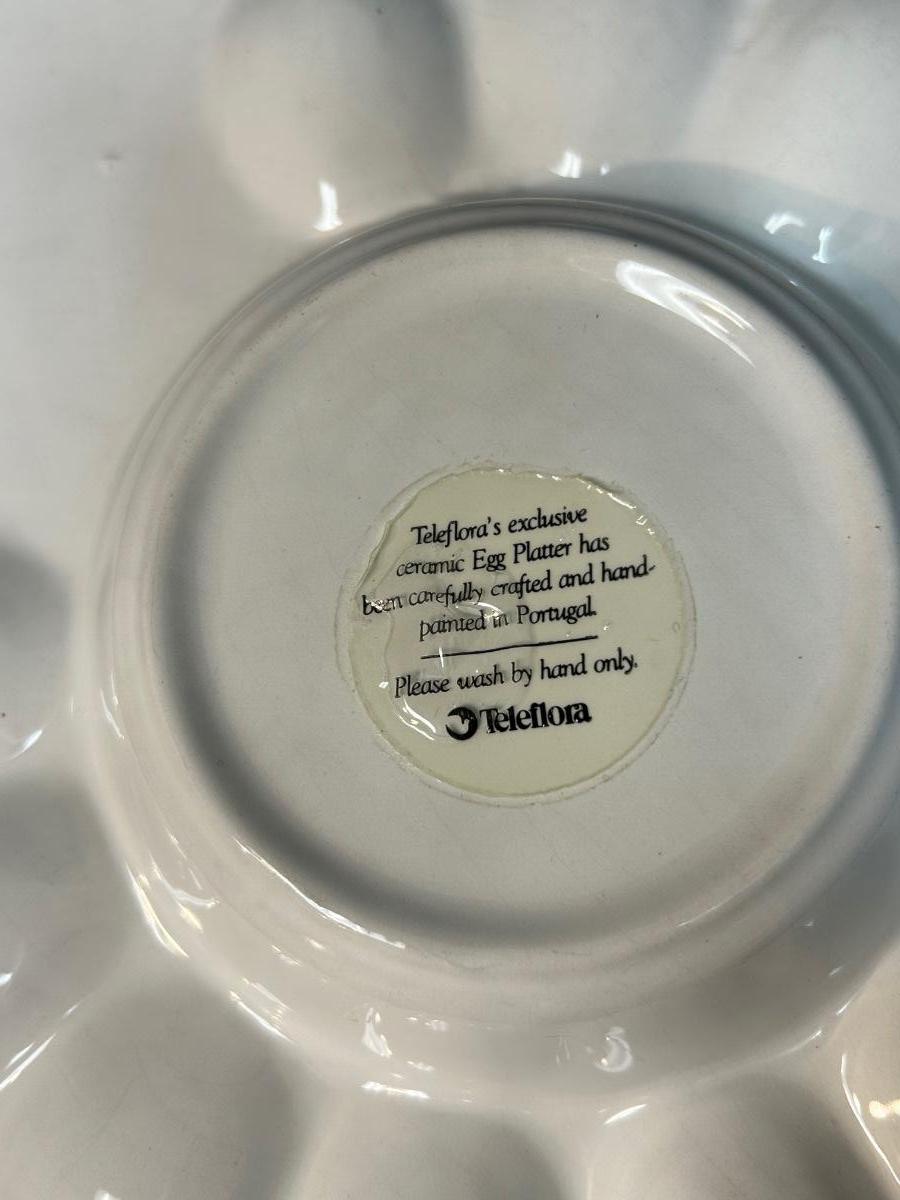 Teleflora's exclusive
ceramic Egg Platter has
been carefully crafted and hand-
painted in Portugal.
Please wash by hand only.
Teleflora